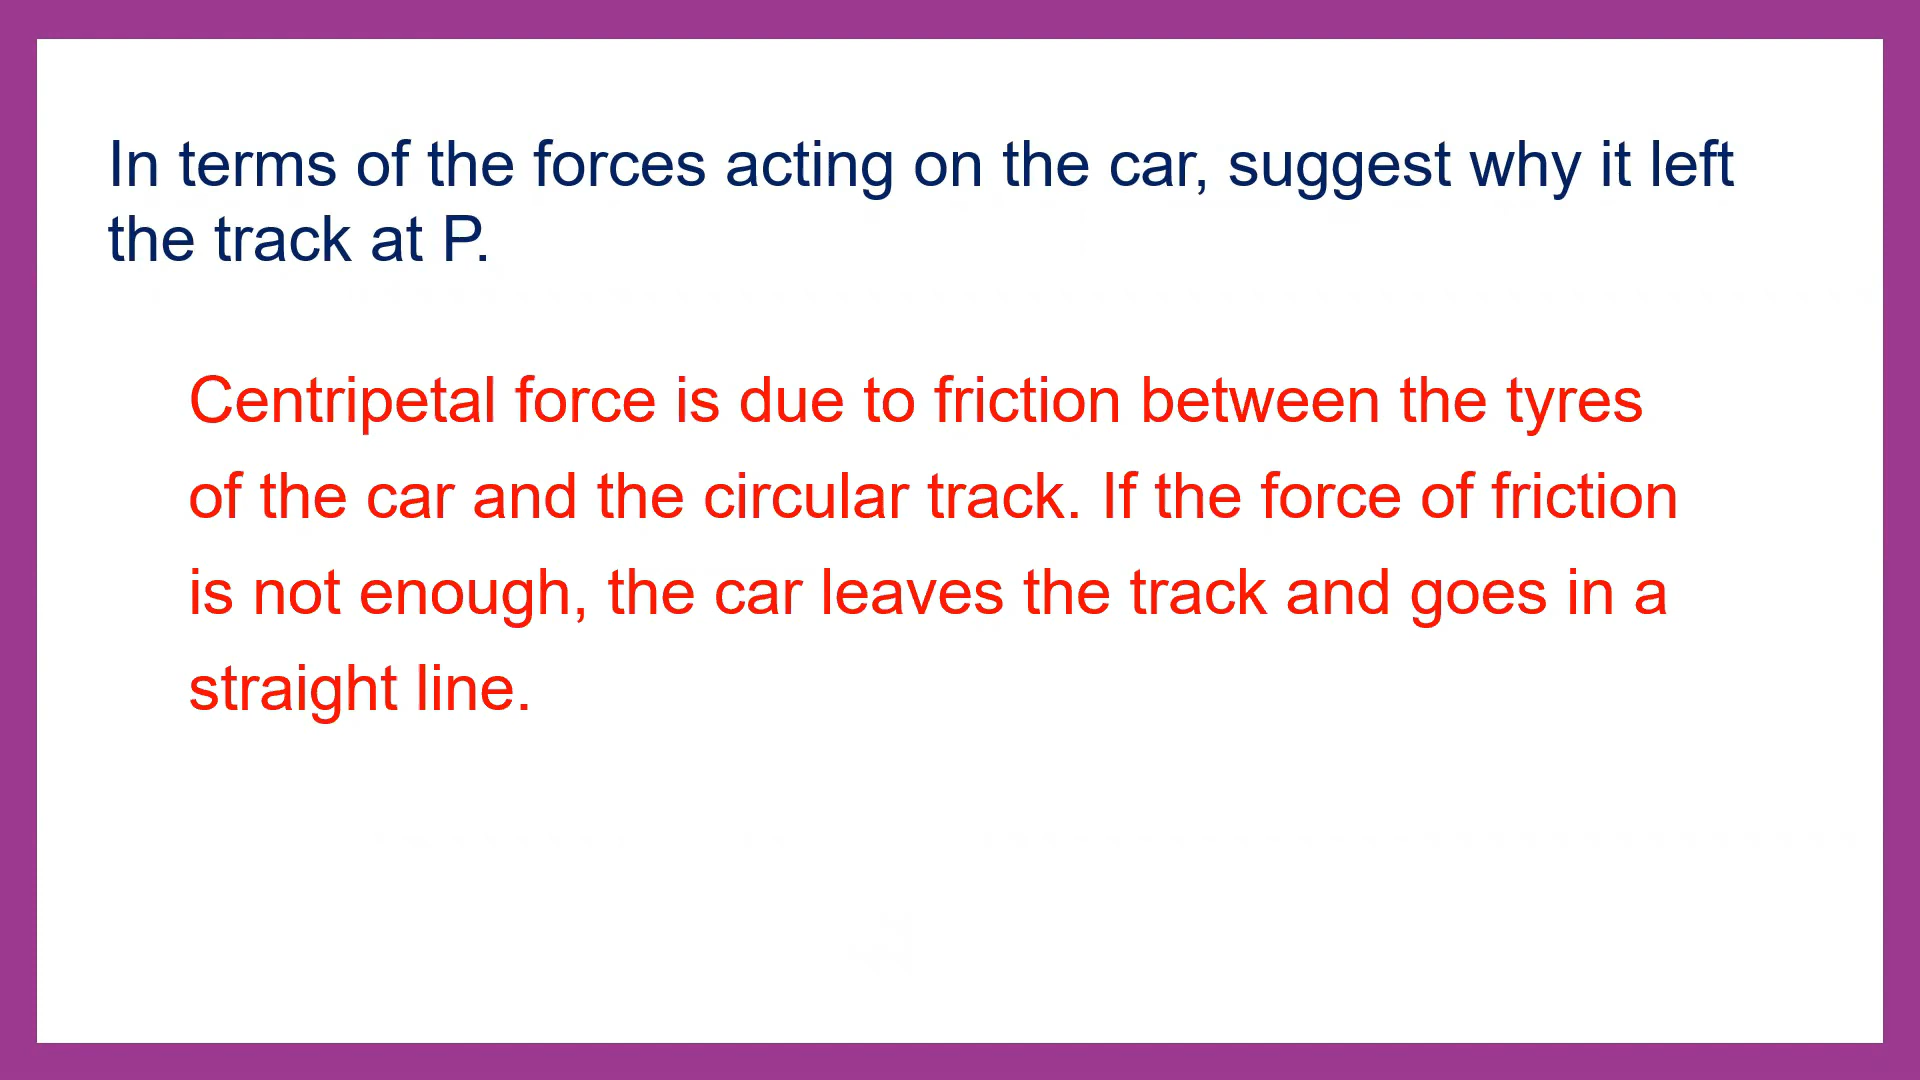 In terms of the forces acting on the car, suggest why it left
the track at P.
Centripetal force is due to friction between the tyres
of the car and the circular track. If the force of friction
is not enough, the car leaves the track and goes in a
straight line.